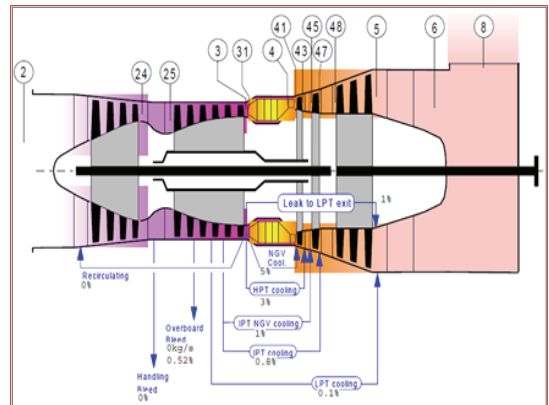 41
45
48
3
31
4
43
47
5
6
8
2
24
25
Leak to LPT exit
1%
NGV
Cool.
5%
Recirculating
0%
HPT cooling
3%
IPT NGV cooling
1%
Overboard
Bleed
0kg/s
0.52%
IPT cooling
0.8%
Handling
Bleed
0%
LPT cooling
0.1%